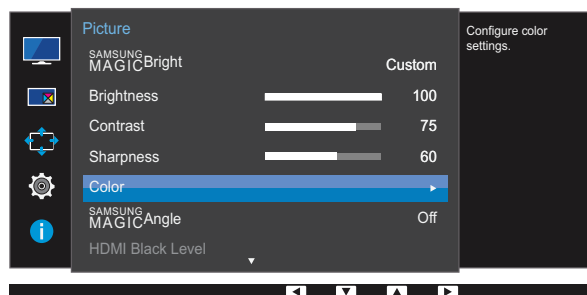 Picture
SAMSUNG
MAGICBright Custom
Brightness 100
Contrast 75
Sharpness 60
Color
SAMSUNG
MAGICAngle Off
HDMI Black Level
Configure color
settings.